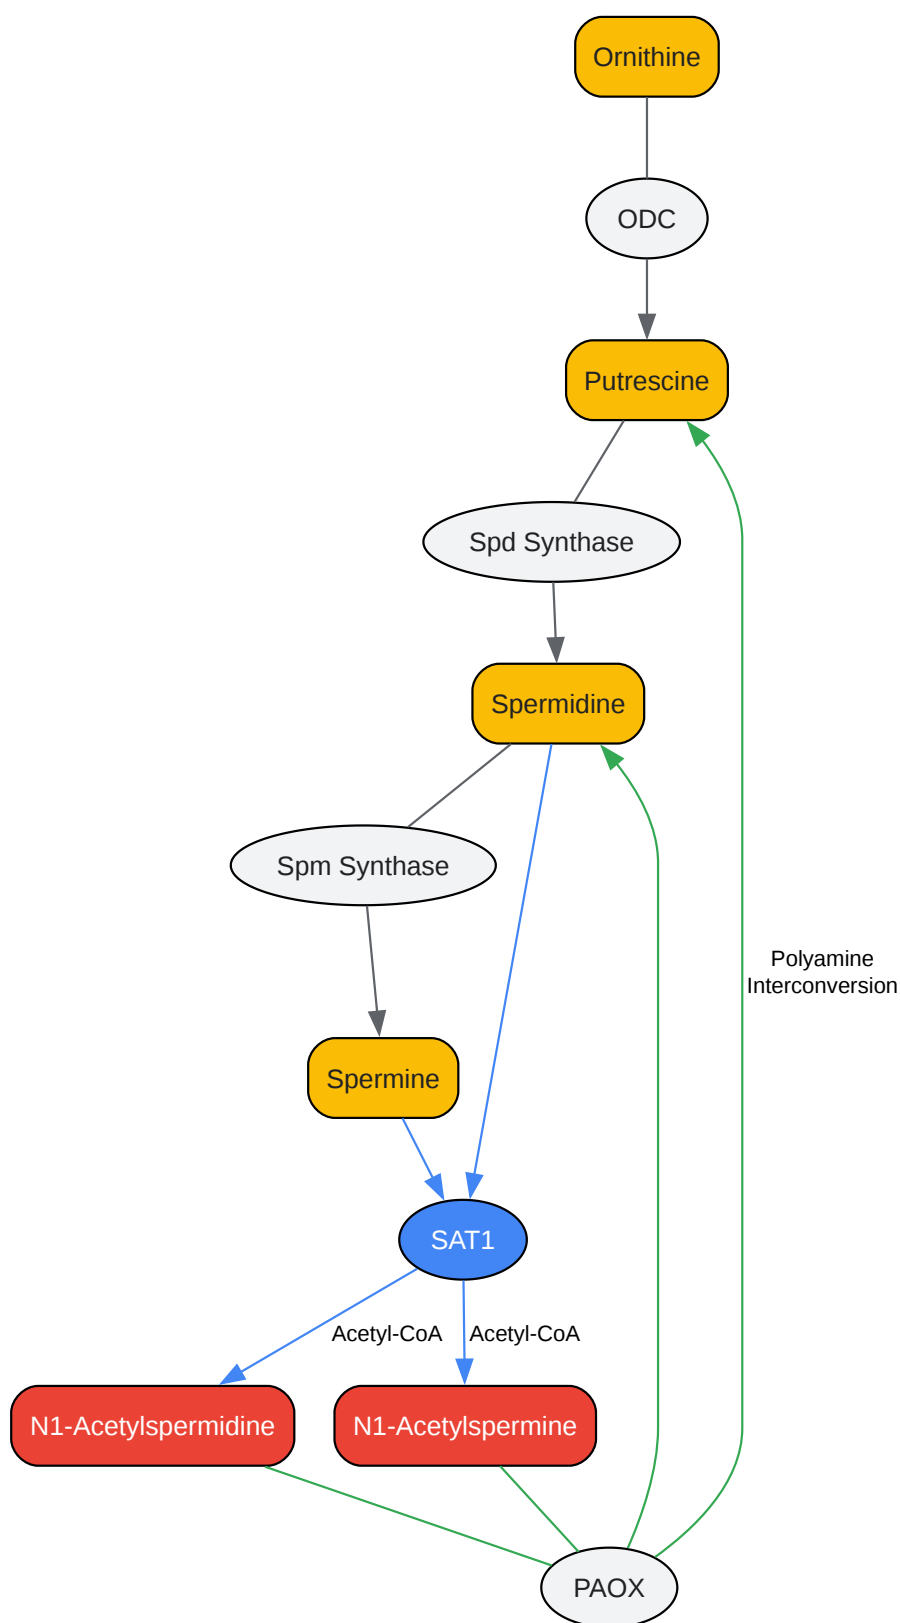 Ornithine
ODC
Putrescine
Spd Synthase
Spermidine
Spm Synthase
Polyamine
Interconversion
Spermine
SAT1
Acetyl-CoA
Acetyl-CoA
N1-Acetylspermidine
N1-Acetylspermine
PAOX